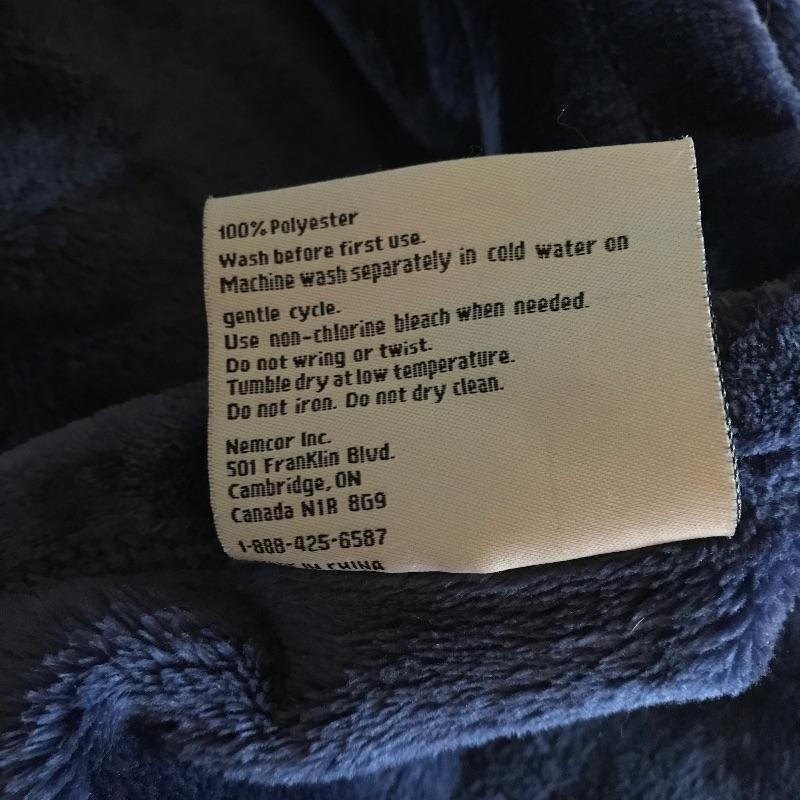 100% Polyester
Wash before first use.
Machine wash separately in cold water on
gentle cycle.
Use non-chlorine bleach when needed.
Do not wring or twist.
Tumble dry at low temperature.
Do not iron. Do not dry clean.
Nemcor Inc.
501 FranKlin Blvd.
Cambridge, ON
Canada N1R 8G9
1-888-425-6587
IN CHINA